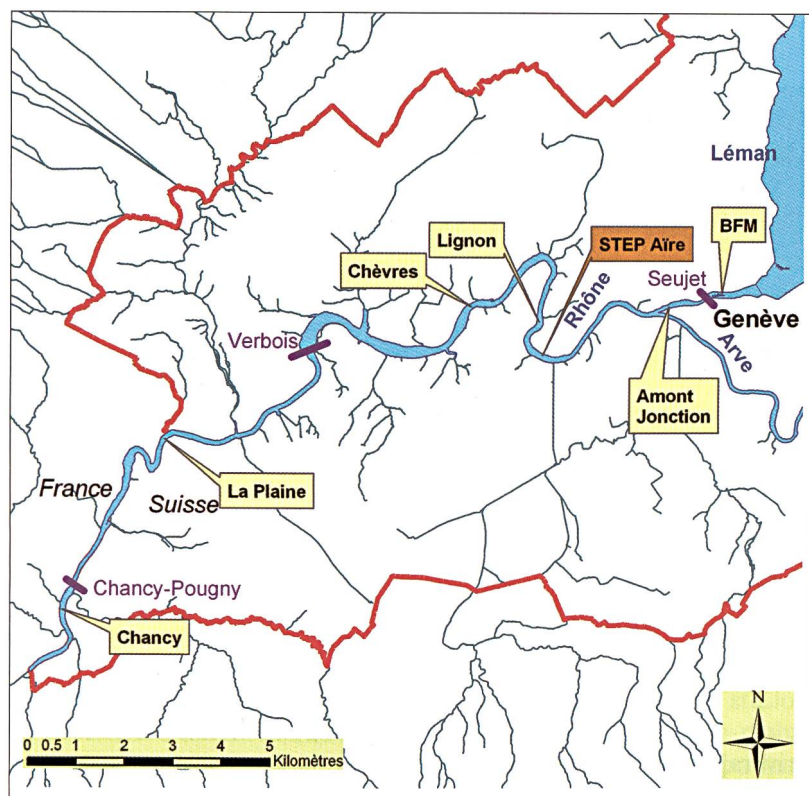 Léman
BFM
Lignon
STEP Aïre
Chèvres
Seujet
Rhône
Genève
Verbois
Arve
Amont
Jonction
France
Suisse
La Plaine
Chancy-Pougny
Chancy
N
0 0.5 1 2 3 4 5
Kilomètres